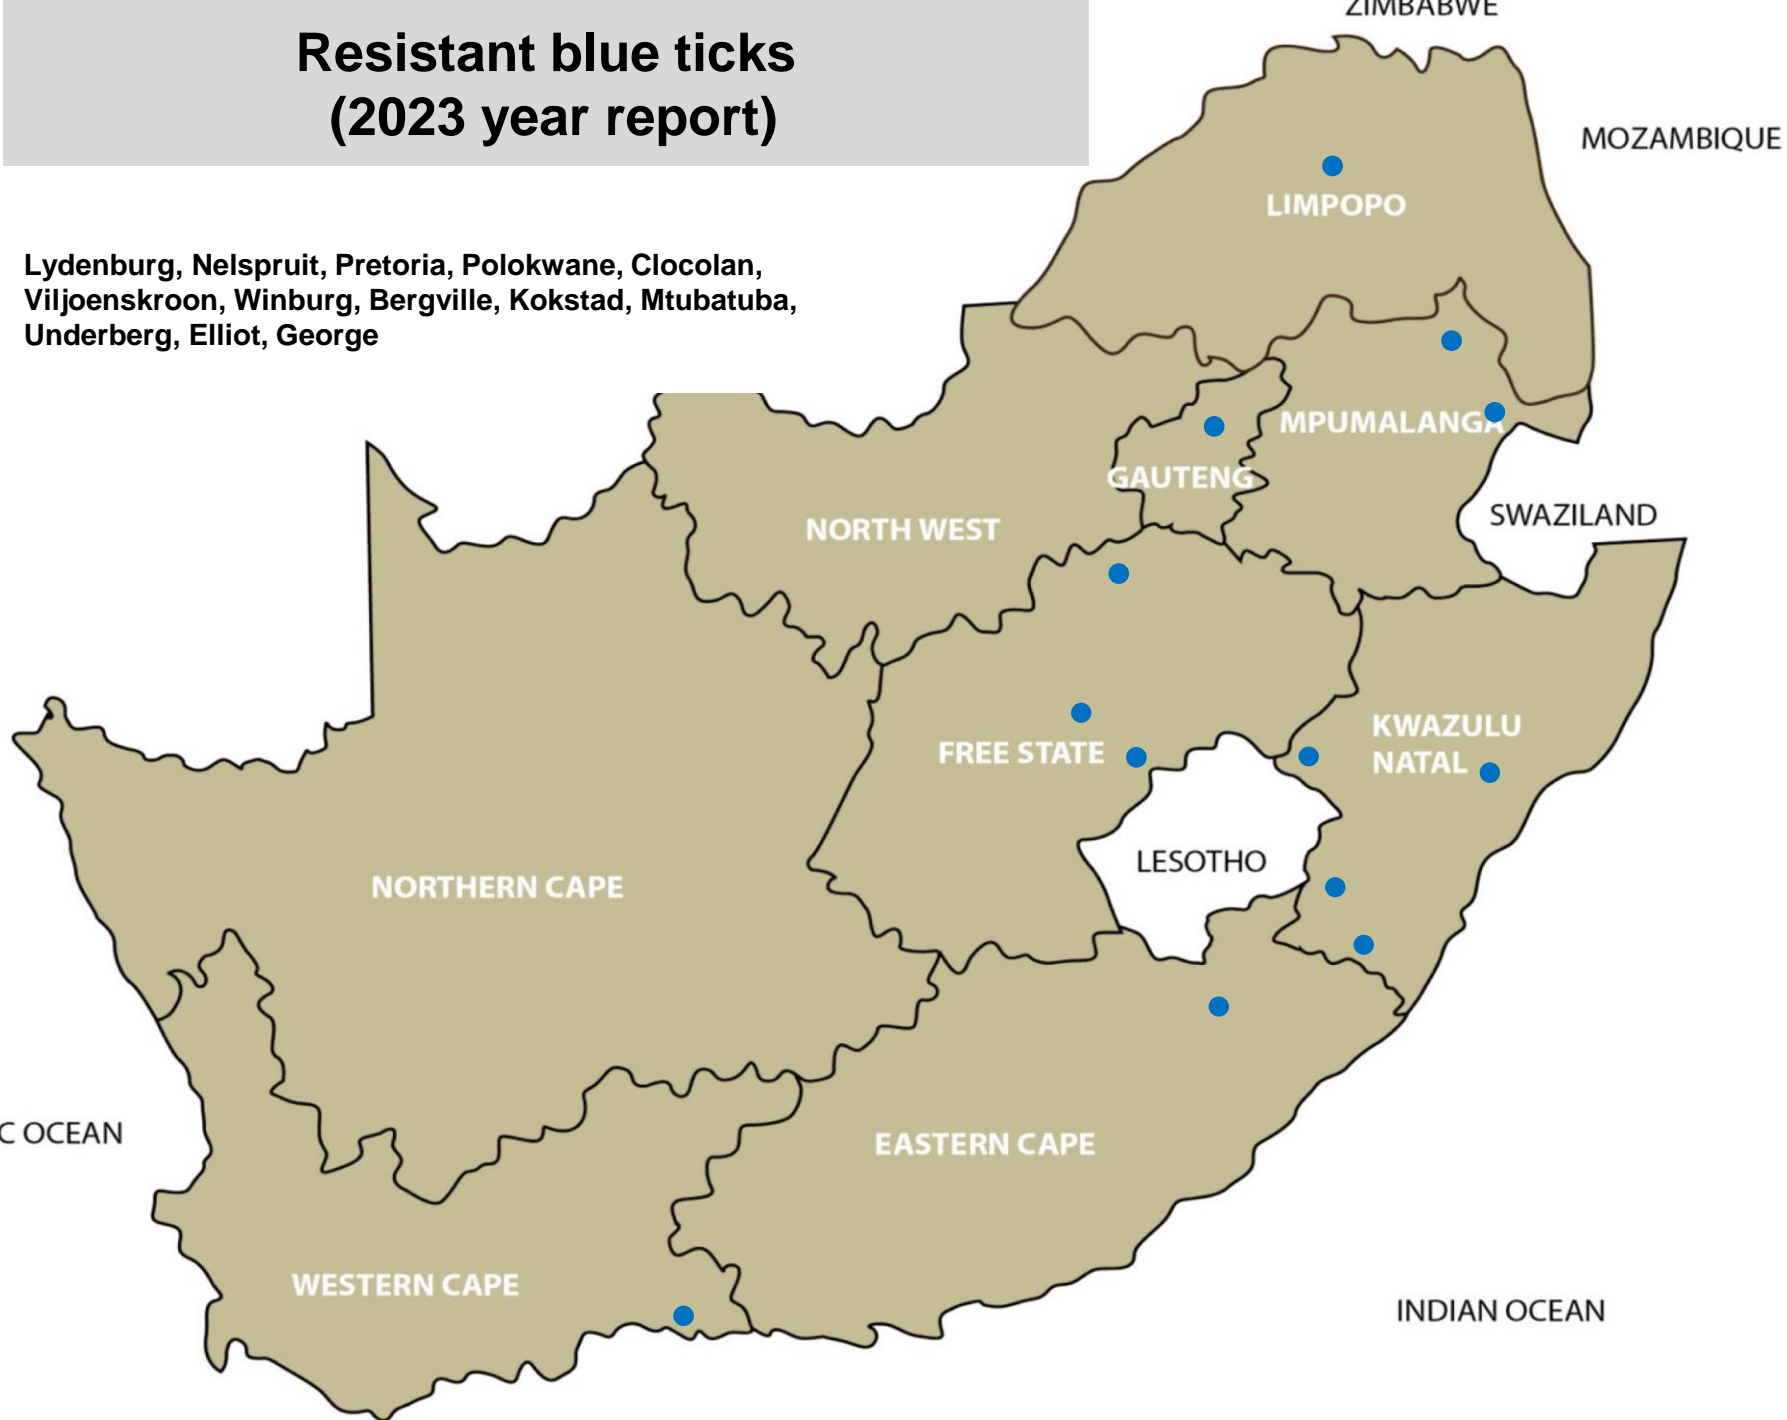 Resistant blue ticks
(2023 year report)
ZIMBABWE
MOZAMBIQUE
LIMPOPO
Lydenburg, Nelspruit, Pretoria, Polokwane, Clocolan,
Viljoenskroon, Winburg, Bergville, Kokstad, Mtubatuba,
Underberg, Elliot, George
MPUMALANGA
GAUTENG
SWAZILAND
NORTH WEST
KWAZULU
NATAL
FREE STATE
LESOTHO
NORTHERN CAPE
C OCEAN
EASTERN CAPE
WESTERN CAPE
INDIAN OCEAN